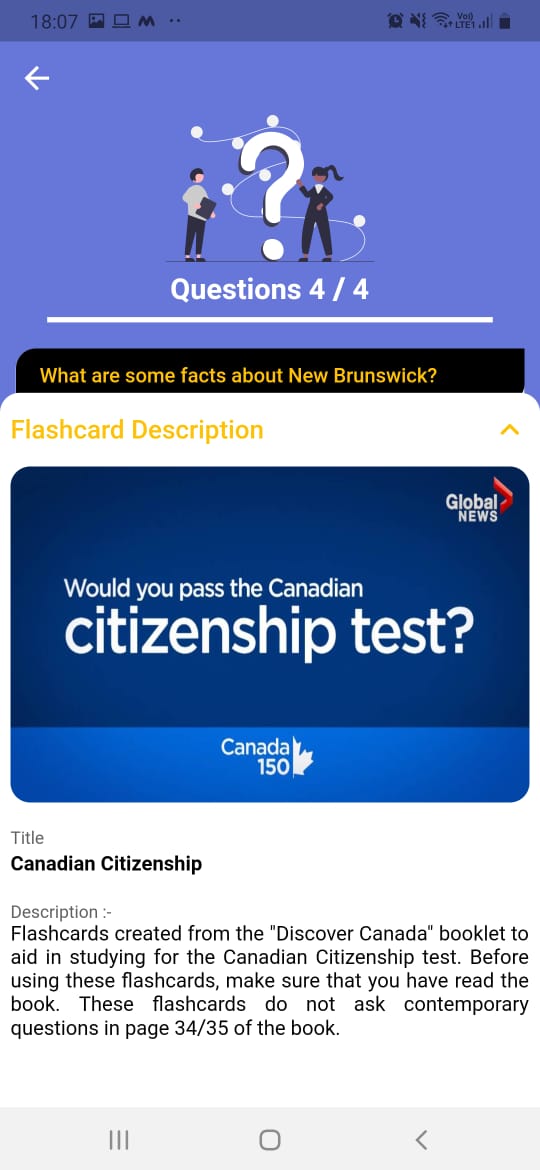 18:07
Vo)
LTE1
Questions 4 / 4
What are some facts about New Brunswick?
Flashcard Description
Global
NEWS
Would you pass the Canadian
citizenship test?
Canada
150
Title
Canadian Citizenship
Description :-
Flashcards created from the "Discover Canada" booklet to
aid in studying for the Canadian Citizenship test. Before
using these flashcards, make sure that you have read the
book. These flashcards do not ask contemporary
questions in page 34/35 of the book.